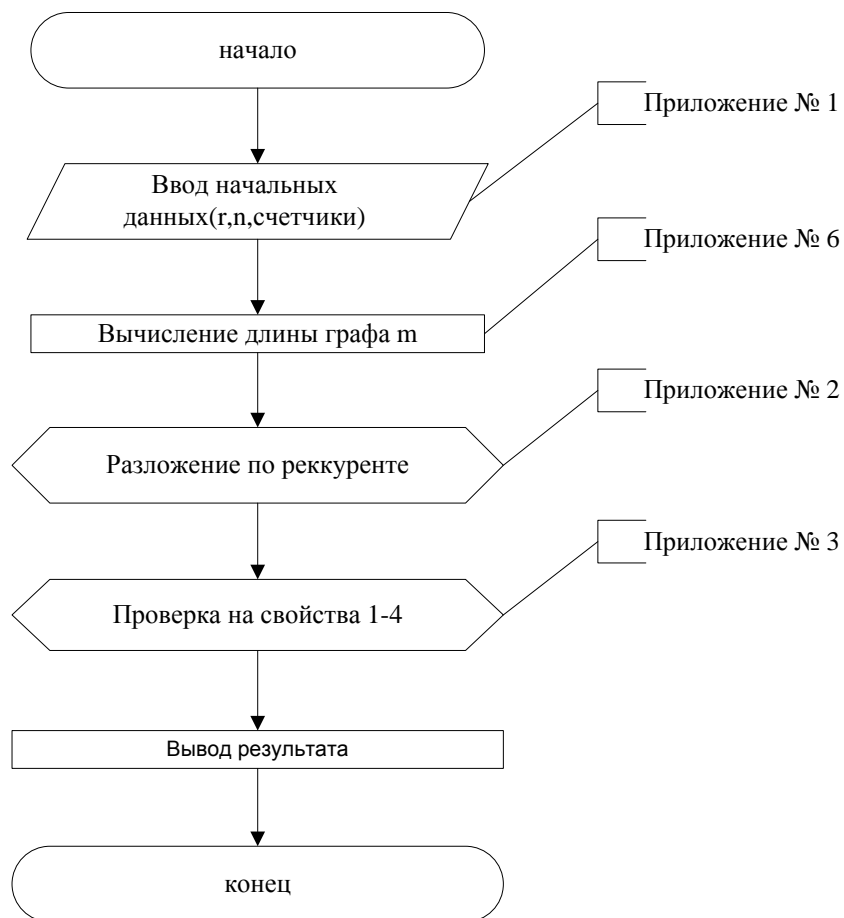 начало
Приложение № 1
Ввод начальных
данных(r,n,счетчики)
Приложение № 6
Вычисление длины графа m
Приложение № 2
Разложение по реккуренте
Приложение № 3
Проверка на свойства 1-4
Вывод результата
конец